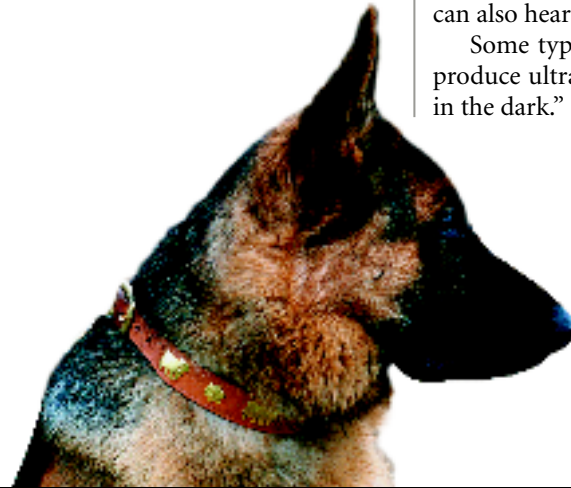 can also hear
Some typ
produce ultra
in the dark.”